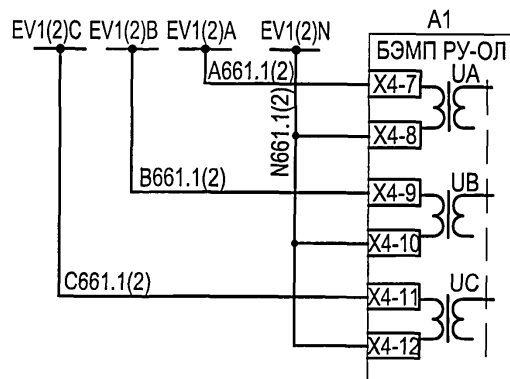 A1
EV1(2)C EV1(2)B EV1(2)A EV1(2)N
БЭМП РУ-ОЛ
A661.1(2)
X4-7
UA
N661.1(2)
X4-8
B661.1(2)
X4-9
UB
X4-10
C661.1(2)
X4-11
UC
X4-12